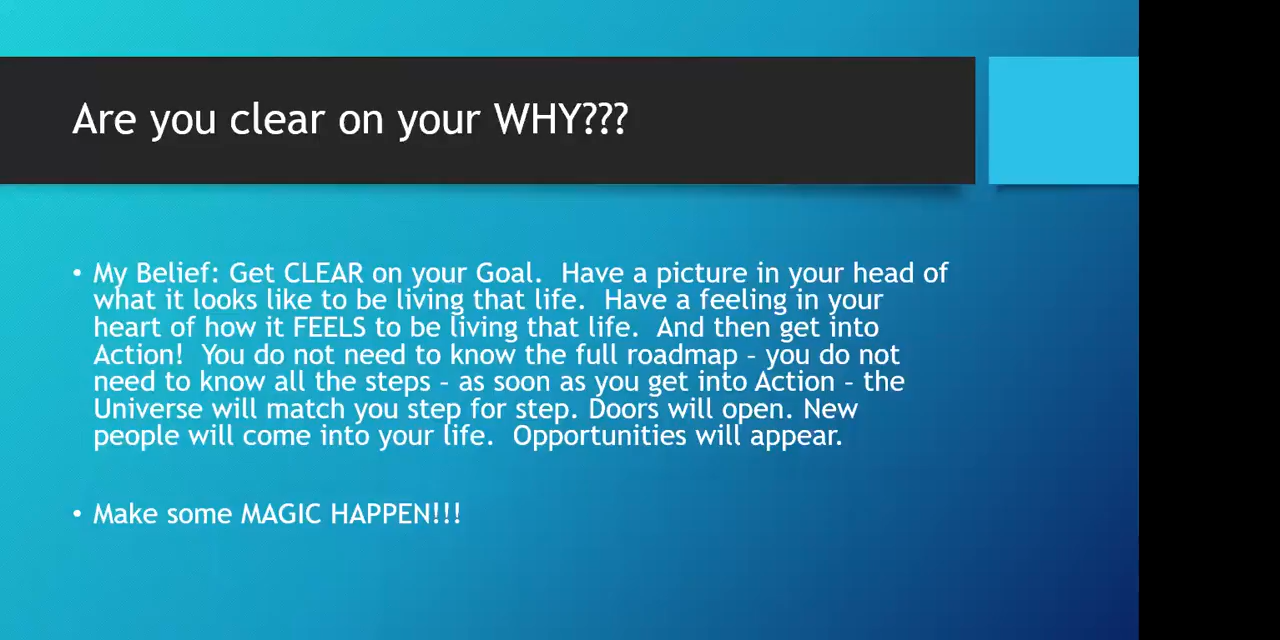 Are you clear on your WHY???
• My Belief: Get CLEAR on your Goal.  Have a picture in your head of
what it looks like to be living that life.  Have a feeling in your
heart of how it FEELS to be living that life.  And then get into
Action!  You do not need to know the full roadmap – you do not
need to know all the steps – as soon as you get into Action – the
Universe will match you step for step. Doors will open. New
people will come into your life.  Opportunities will appear.
• Make some MAGIC HAPPEN!!!